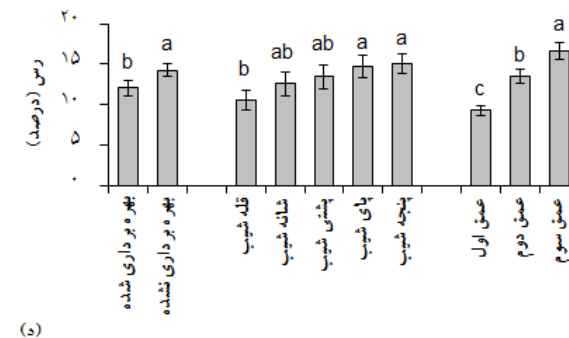 رس (درصد)
۲۰
۱۵
۱۰
۵
۰
b
a
b
ab
ab
a
a
c
b
a
بهره برداری شده
بهره برداری نشده
قله شیب
شانه شیب
پشتی شیب
پای شیب
پنجه شیب
عمق اول
عمق دوم
عمق سوم
(د)